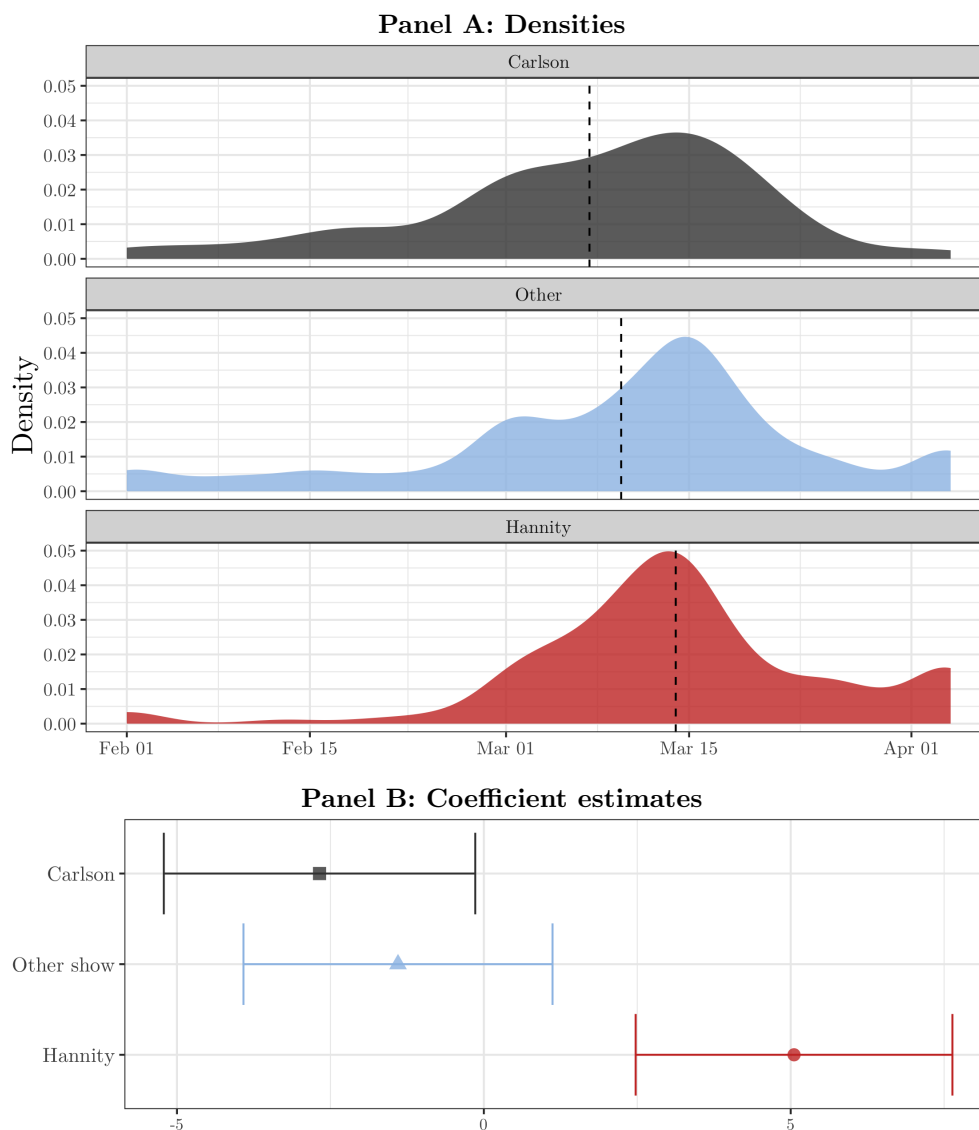 Panel A: Densities
Carlson
0.05
0.04
0.03
0.02
0.01
0.00
Other
0.05
0.04
0.03
0.02
0.01
0.00
Density
Hannity
0.05
0.04
0.03
0.02
0.01
0.00
Feb 01 Feb 15 Mar 01 Mar 15 Apr 01
Panel B: Coefficient estimates
Carlson
Other show
Hannity
-5 0 5